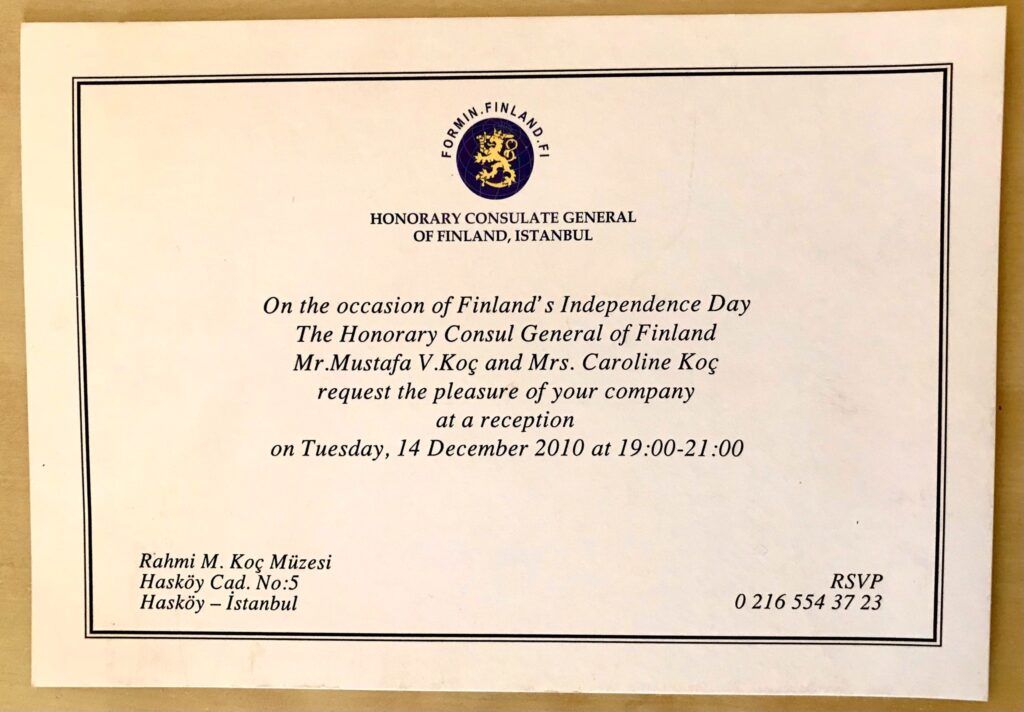 FORMIN.FINLAND.FI
HONORARY CONSULATE GENERAL
OF FINLAND, ISTANBUL
On the occasion of Finland's Independence Day
The Honorary Consul General of Finland
Mr.Mustafa V.Koç and Mrs. Caroline Koç
request the pleasure of your company
at a reception
on Tuesday, 14 December 2010 at 19:00-21:00
Rahmi M. Koç Müzesi
Hasköy Cad. No:5
Hasköy – İstanbul
RSVP
0 216 554 37 23